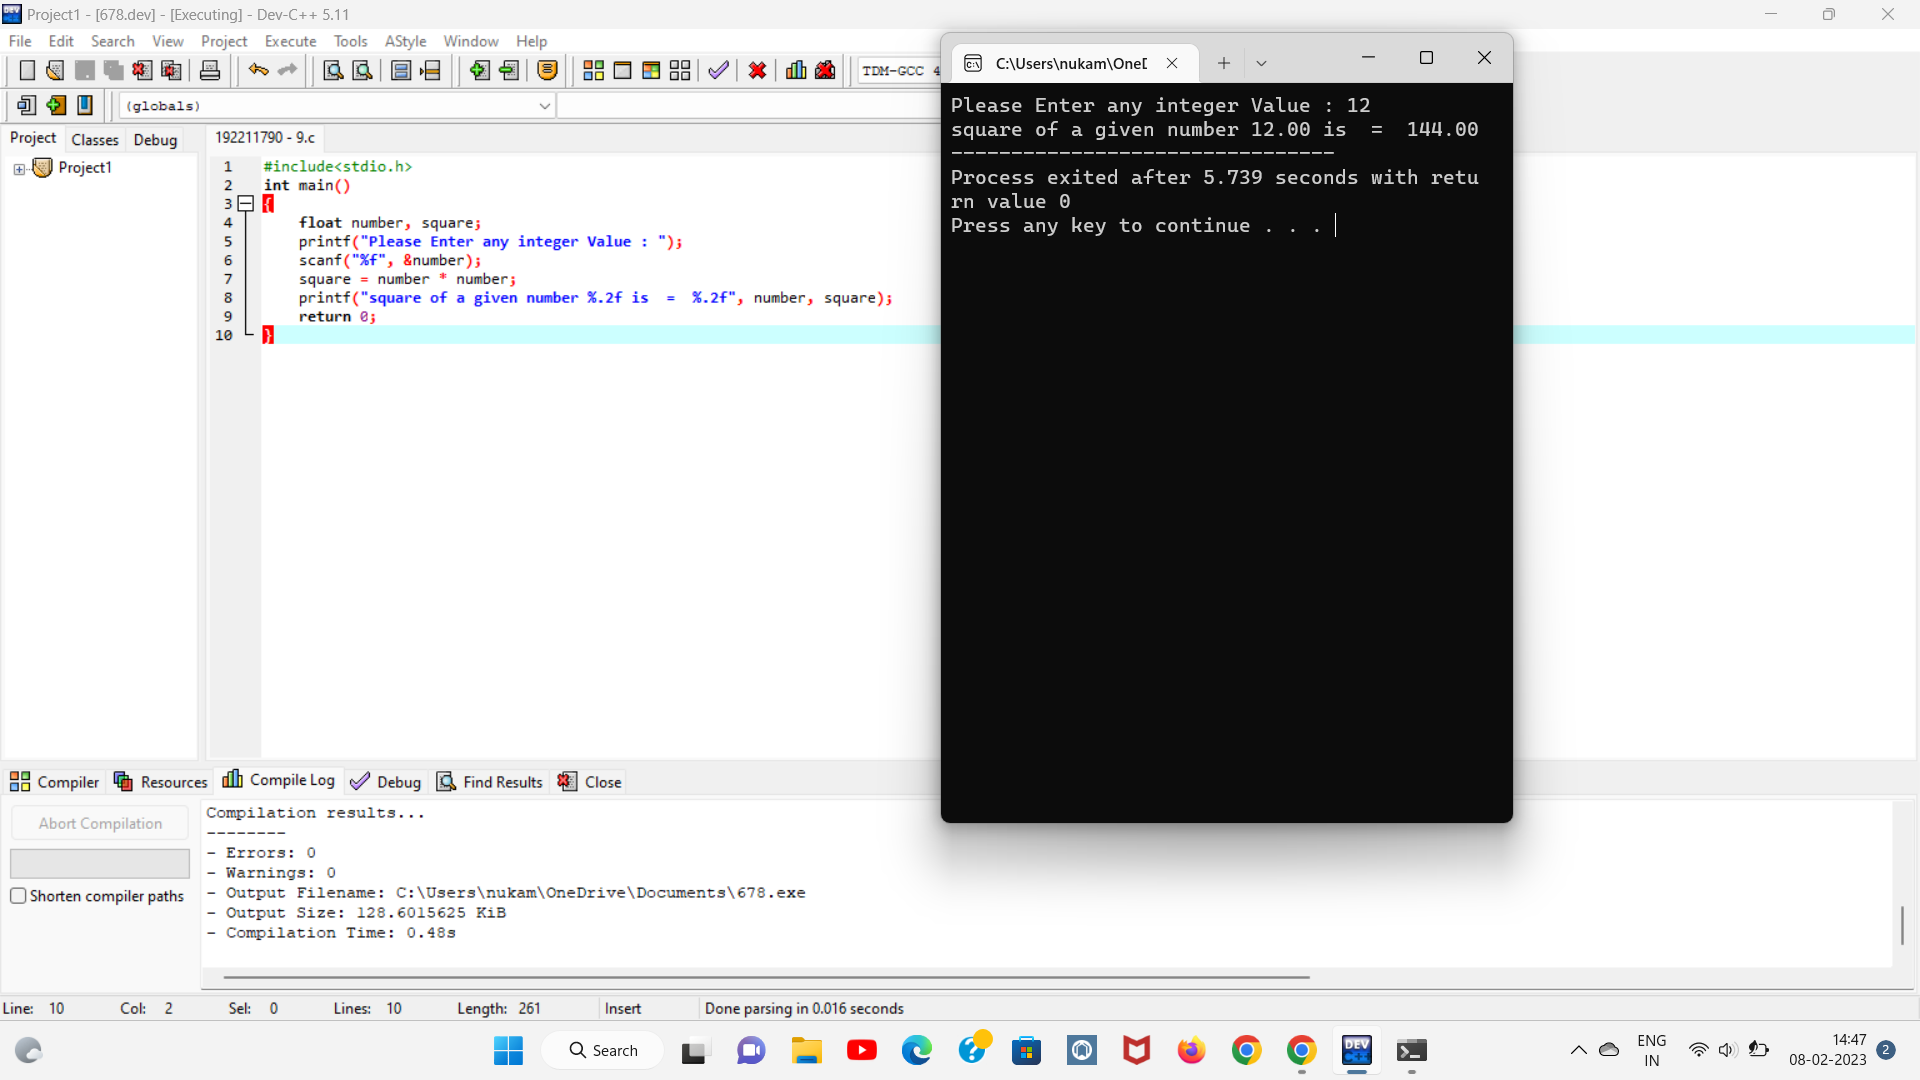 Project1 - [678.dev] - [Executing] - Dev-C++ 5.11
File Edit Search View Project Execute Tools AStyle Window Help
TDM-GCC 4
(globals)
Project Classes Debug
Project1
192211790 - 9.c
1 #include<stdio.h>
2 int main()
3 {
4 float number, square;
5 printf("Please Enter any integer Value : ");
6 scanf("%f", &number);
7 square = number * number;
8 printf("square of a given number %.2f is  =  %.2f", number, square);
9 return 0;
10 }
C:\Users\nukam\OneD
Please Enter any integer Value : 12
square of a given number 12.00 is  =  144.00
--------------------------------
Process exited after 5.739 seconds with retu
rn value 0
Press any key to continue . . .
Compiler Resources Compile Log Debug Find Results Close
Abort Compilation
Shorten compiler paths
Compilation results...
--------
- Errors: 0
- Warnings: 0
- Output Filename: C:\Users\nukam\OneDrive\Documents\678.exe
- Output Size: 128.6015625 KiB
- Compilation Time: 0.48s
Line: 10 Col: 2 Sel: 0 Lines: 10 Length: 261 Insert Done parsing in 0.016 seconds
Search
DEV
C++
ENG
IN
14:47
08-02-2023
2